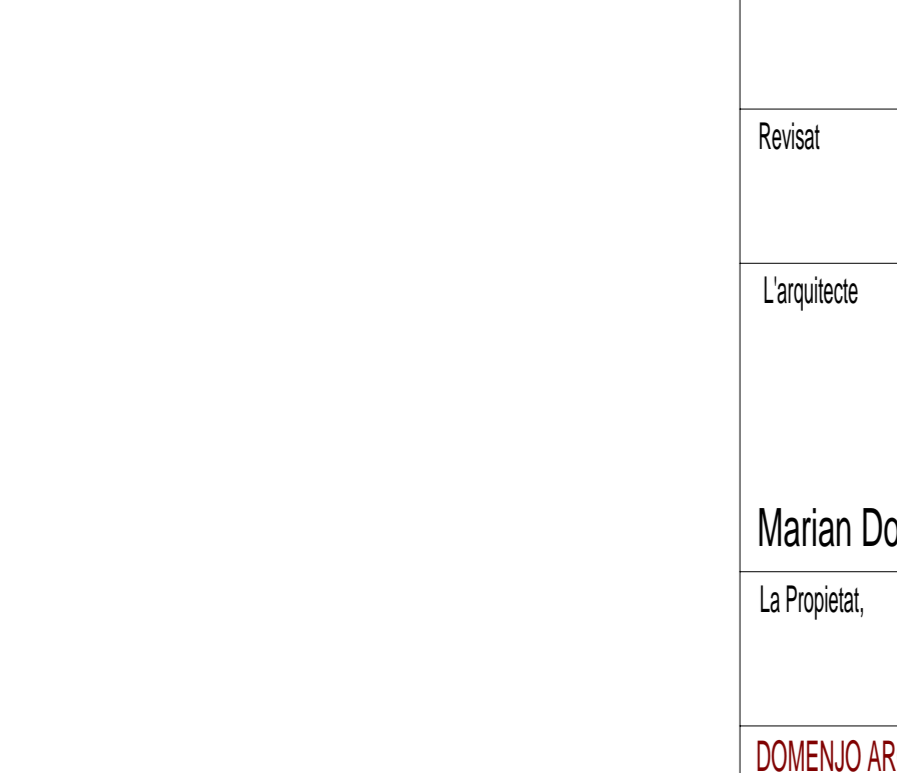 Revisat
L'arquitecte
Marian Do
La Propietat,
DOMENJO AR